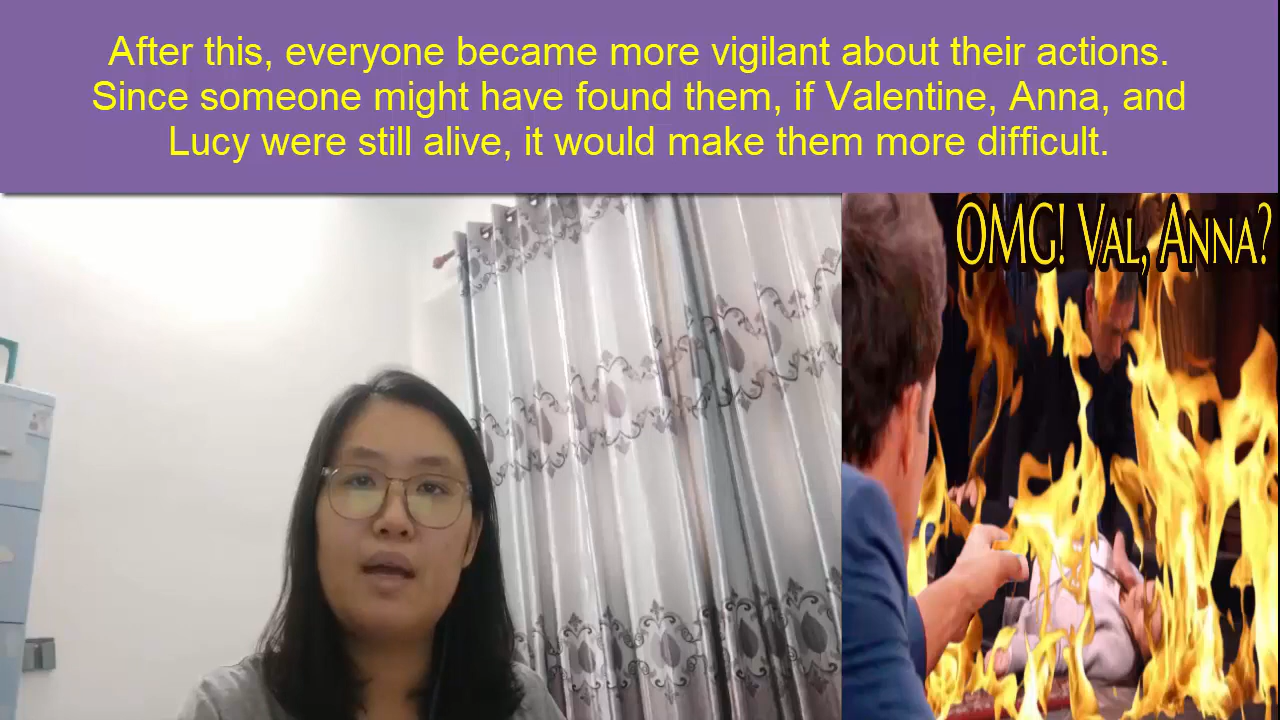 After this, everyone became more vigilant about their actions.
Since someone might have found them, if Valentine, Anna, and
Lucy were still alive, it would make them more difficult.
OMG! VAL, ANNA?